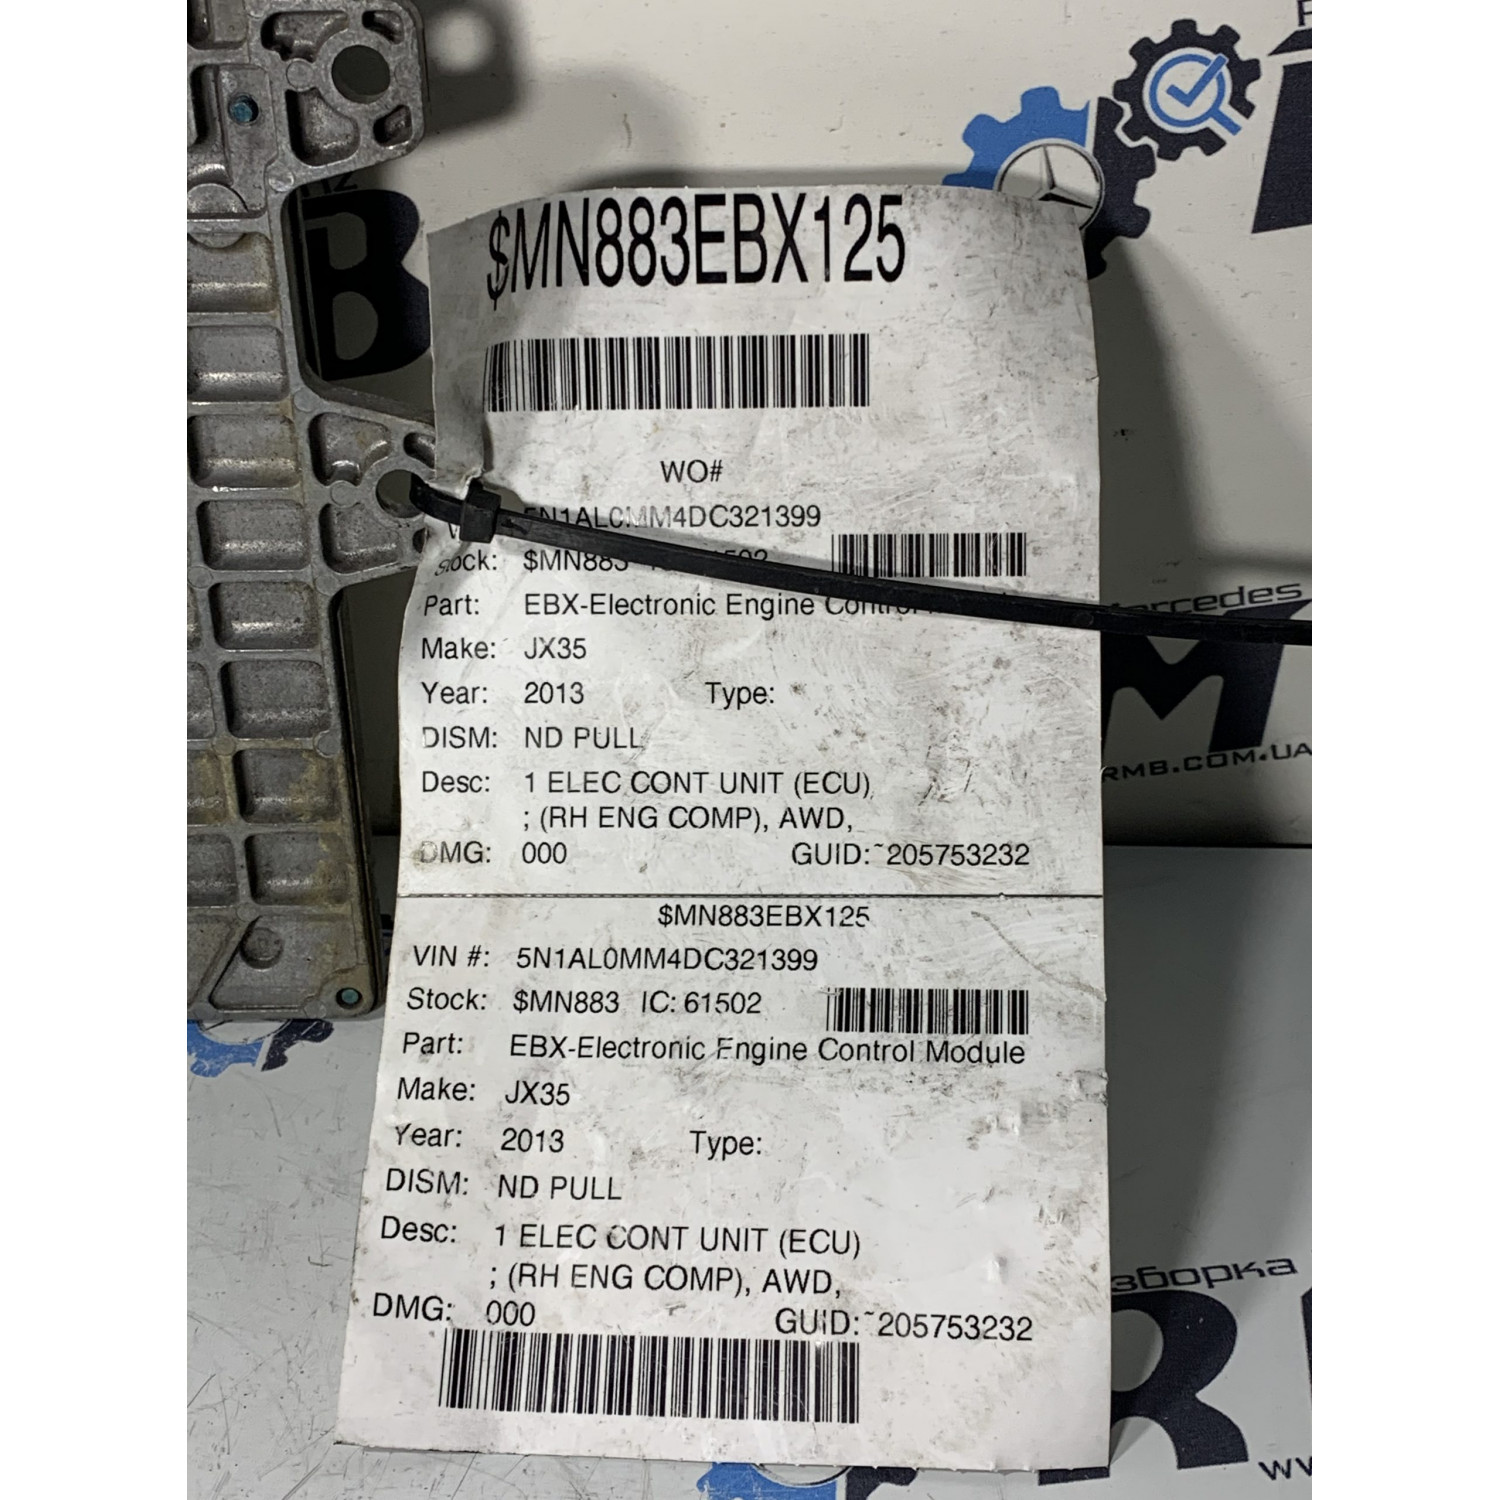 $MN883EBX125
WO#
5N1AL0MM4DC321399
Stock: $MN883
Part: EBX-Electronic Engine Control
Make: JX35
Year: 2013 Type:
DISM: ND PULL
Desc: 1 ELEC CONT UNIT (ECU)
; (RH ENG COMP), AWD,
DMG: 000 GUID:~205753232
$MN883EBX125
VIN #: 5N1AL0MM4DC321399
Stock: $MN883 IC: 61502
Part: EBX-Electronic Engine Control Module
Make: JX35
Year: 2013 Type:
DISM: ND PULL
Desc: 1 ELEC CONT UNIT (ECU)
; (RH ENG COMP), AWD,
DMG: 000 GUID:~205753232
B
Mercedes
M
RMB.COM.UA
зборка
R